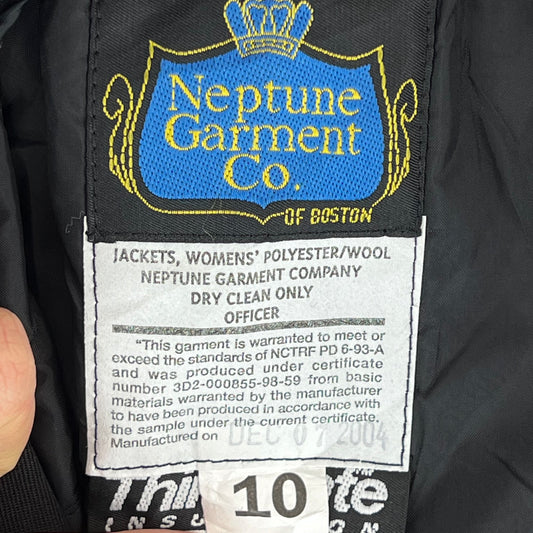 Neptune
Garment
Co.
OF BOSTON
JACKETS, WOMENS' POLYESTER/WOOL
NEPTUNE GARMENT COMPANY
DRY CLEAN ONLY
OFFICER
"This garment is warranted to meet or
exceed the standards of NCTRF PD 6-93-A
and was produced under certificate
number 3D2-000855-98-59 from basic
materials warranted by the manufacturer
to have been produced in accordance with
the sample under the current certificate.
Manufactured on DEC 07 2004
10